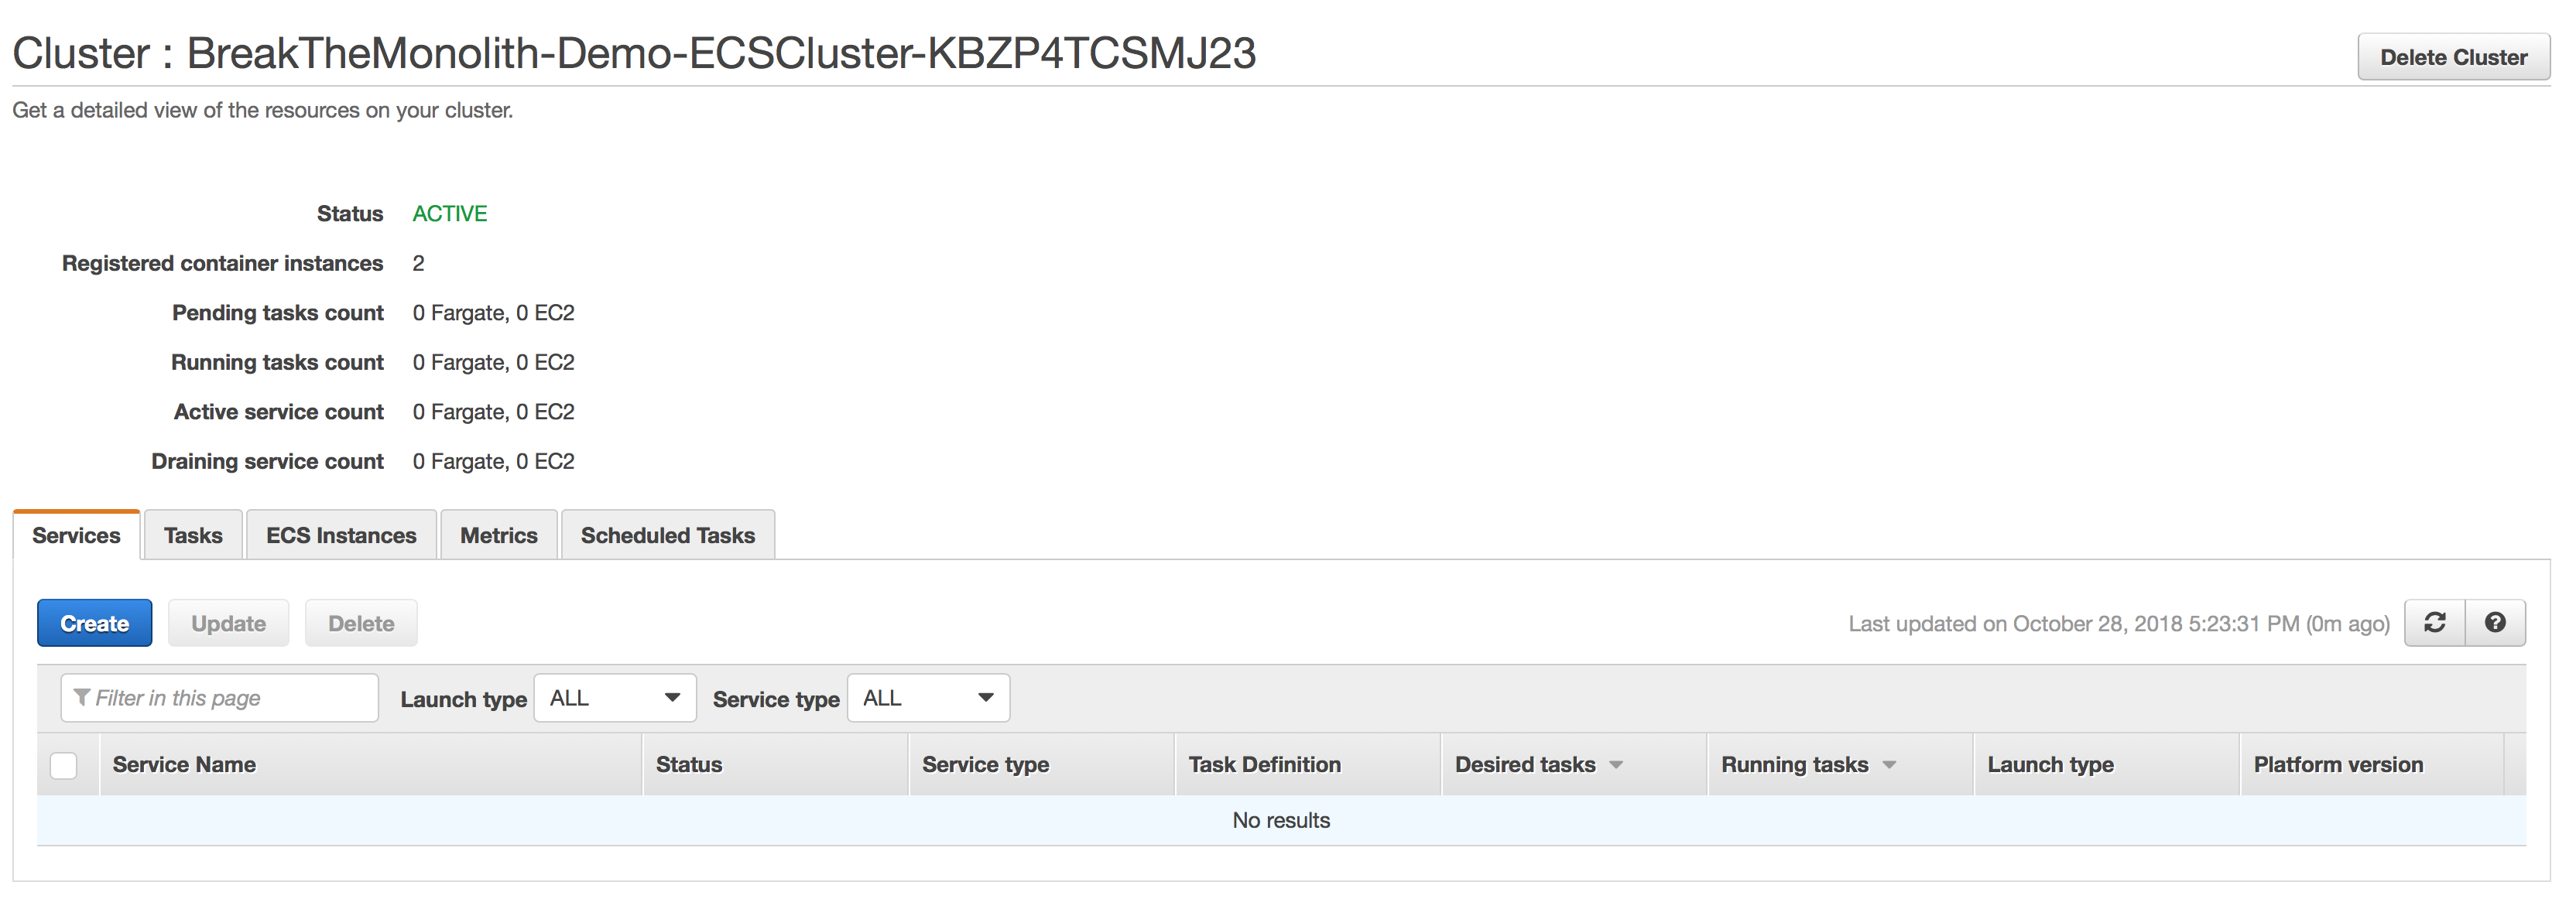 Cluster : BreakTheMonolith-Demo-ECSCluster-KBZP4TCSMJ23
Delete Cluster
Get a detailed view of the resources on your cluster.
Status ACTIVE
Registered container instances 2
Pending tasks count 0 Fargate, 0 EC2
Running tasks count 0 Fargate, 0 EC2
Active service count 0 Fargate, 0 EC2
Draining service count 0 Fargate, 0 EC2
Services Tasks ECS Instances Metrics Scheduled Tasks
Create Update Delete Last updated on October 28, 2018 5:23:31 PM (0m ago)
Filter in this page Launch type ALL Service type ALL
Service Name Status Service type Task Definition Desired tasks Running tasks Launch type Platform version
No results